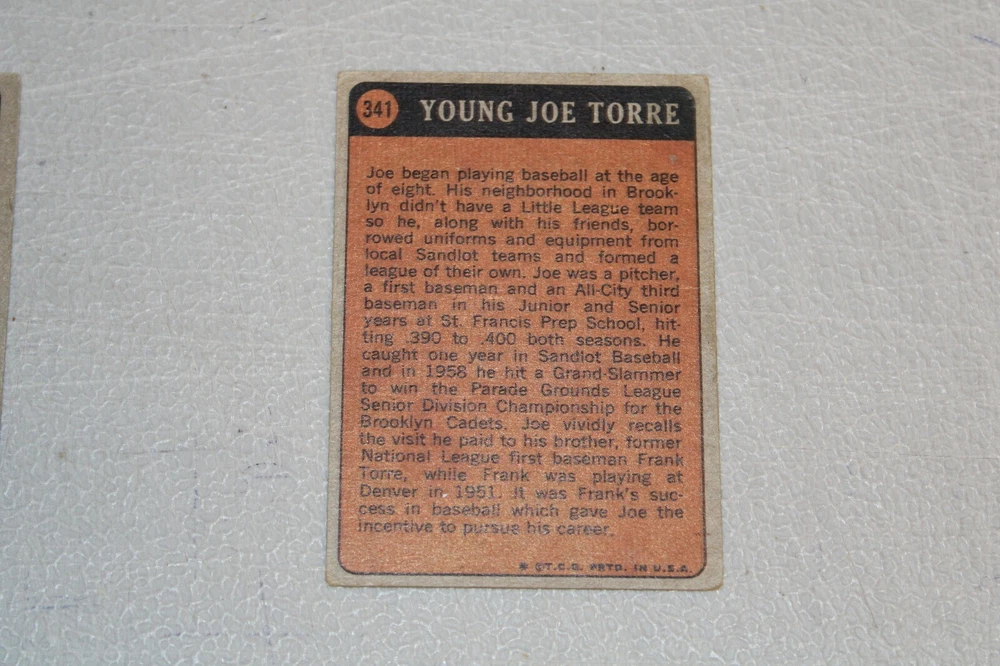 341 YOUNG JOE TORRE
Joe began playing baseball at the age
of eight. His neighborhood in Brook-
lyn didn't have a Little League team
so he, along with his friends, bor-
rowed uniforms and equipment from
local Sandlot teams and formed a
league of their own. Joe was a pitcher,
a first baseman and an All-City third
baseman in his Junior and Senior
years at St. Francis Prep School, hit-
ting .390 to .400 both seasons. He
caught one year in Sandlot Baseball
and in 1958 he hit a Grand-Slammer
to win the Parade Grounds League
Senior Division Championship for the
Brooklyn Cadets. Joe vividly recalls
the visit he paid to his brother, former
National League first baseman Frank
Torre, while Frank was playing at
Denver in 1951. It was Frank's suc-
cess in baseball which gave Joe the
incentive to pursue his career.
* ©T.C.G. PRTD. IN U.S.A.